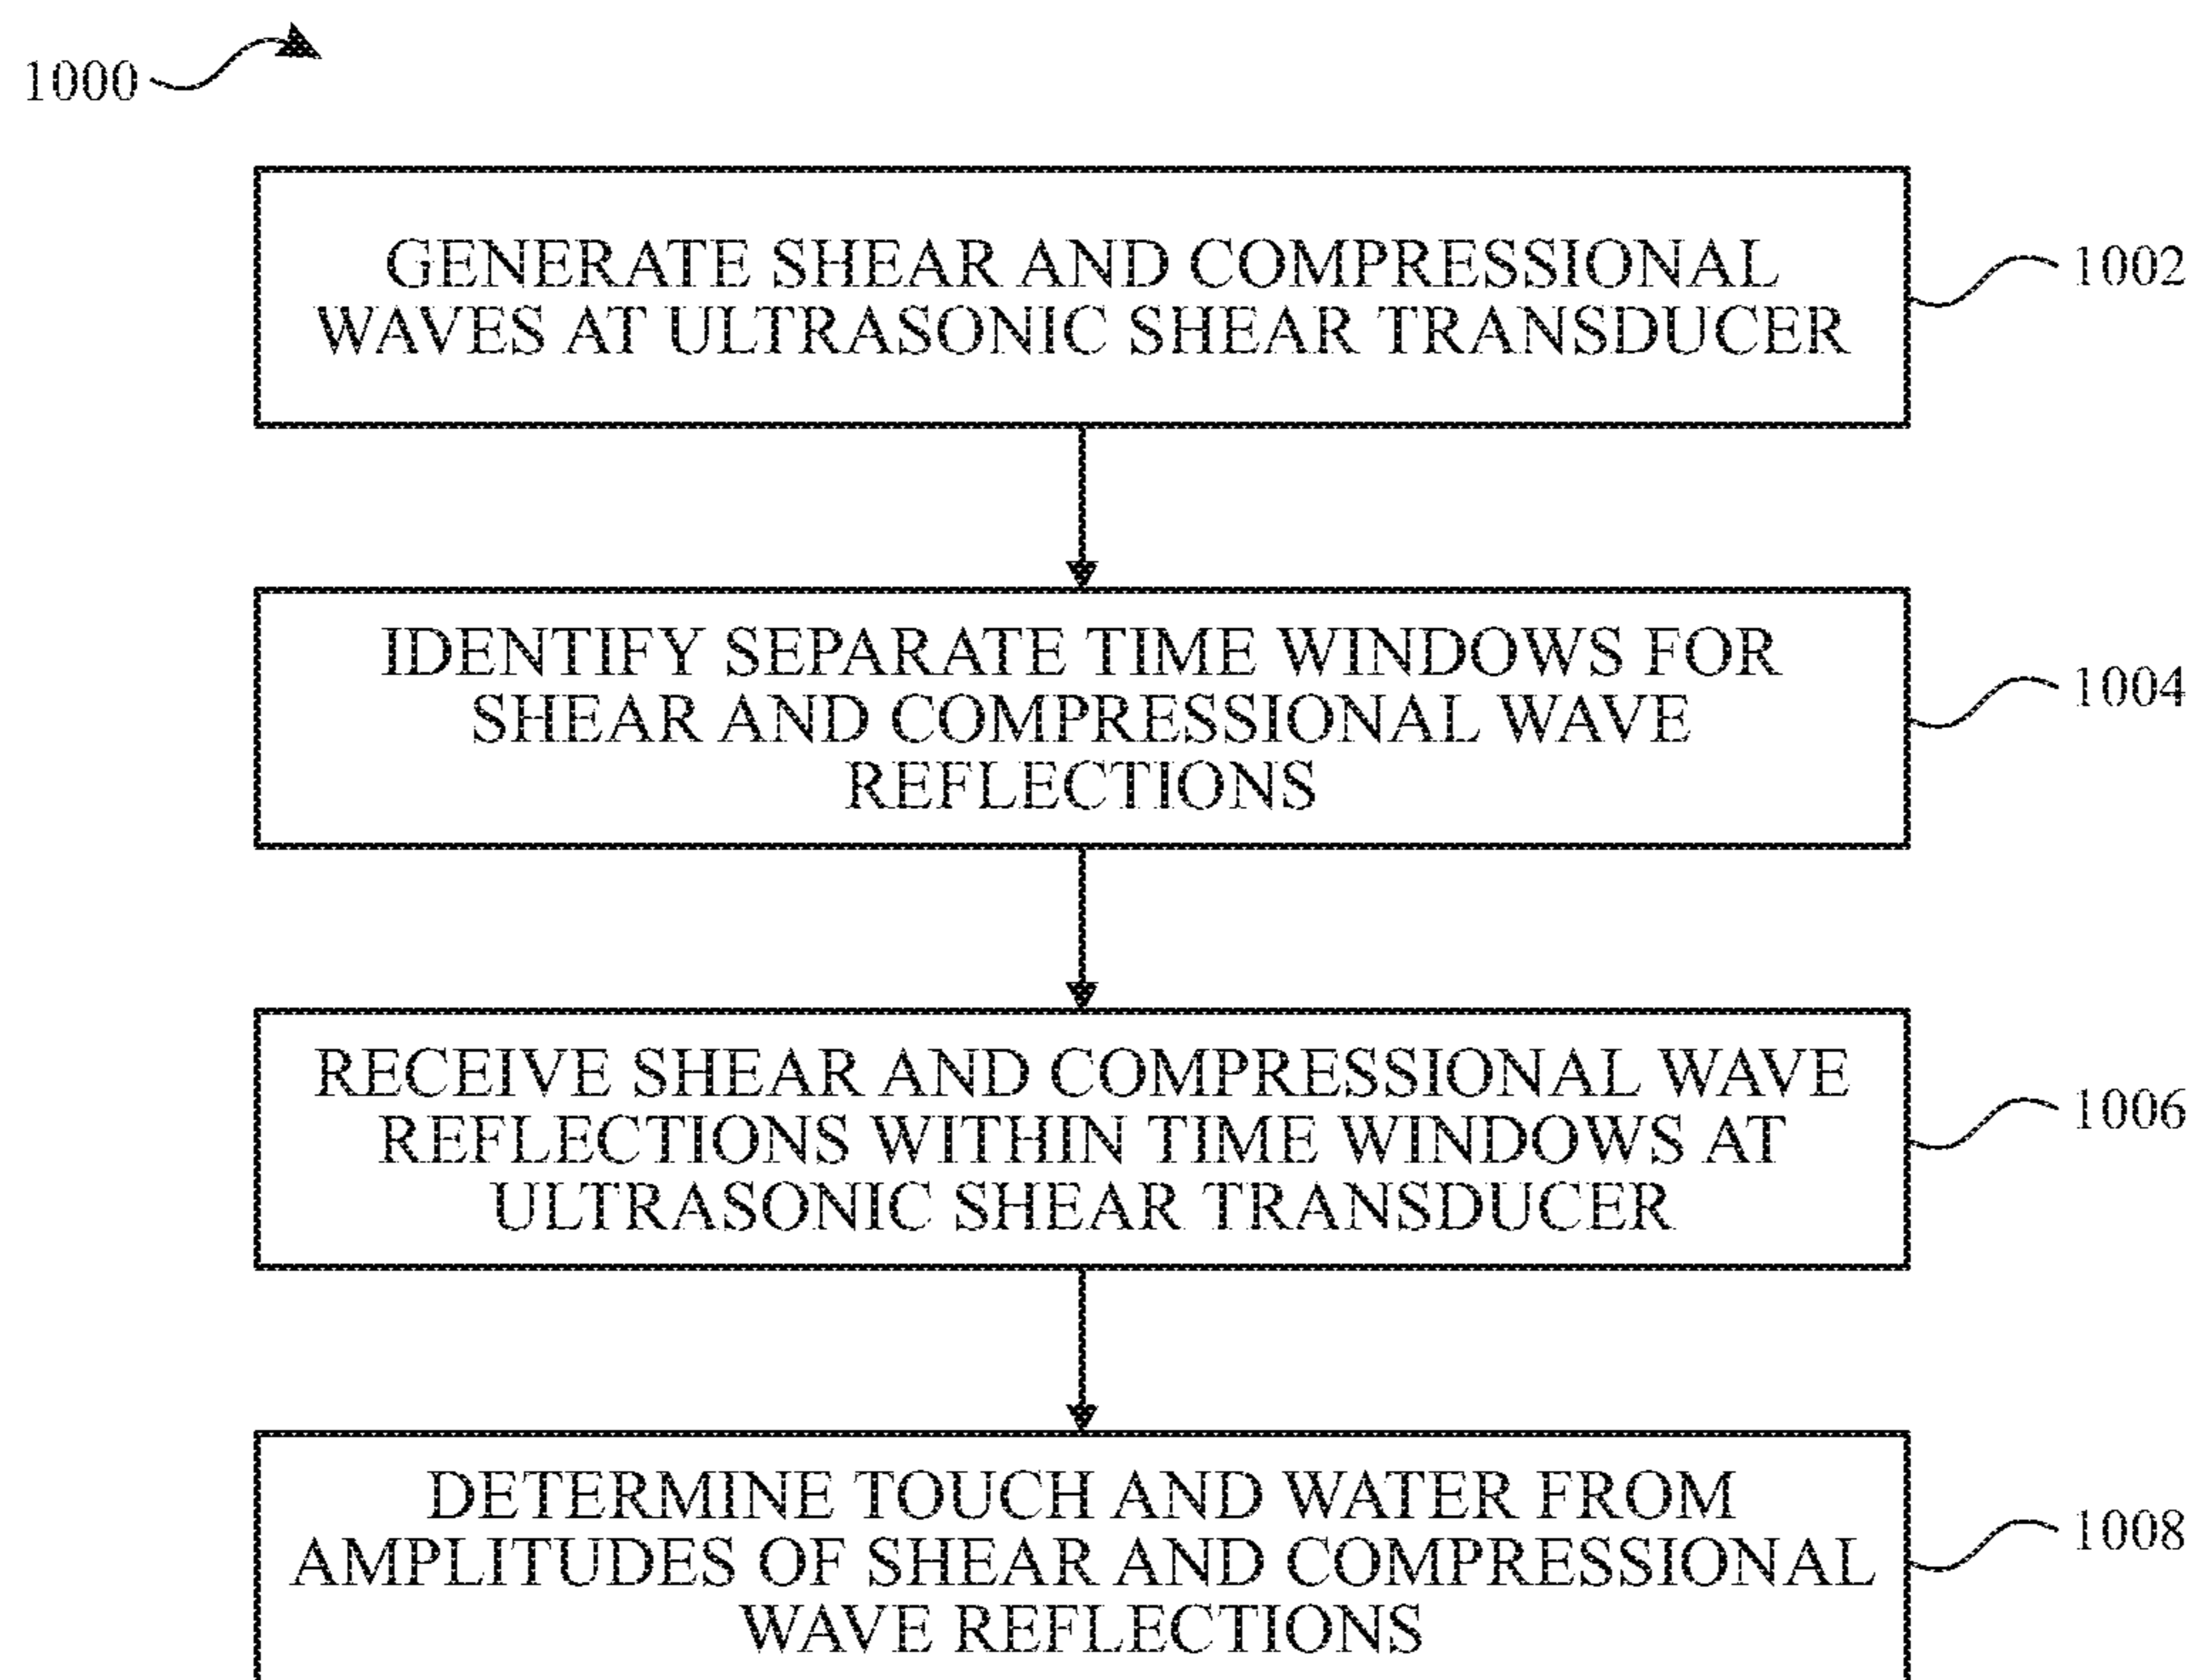 1000
GENERATE SHEAR AND COMPRESSIONAL
WAVES AT ULTRASONIC SHEAR TRANSDUCER
1002
IDENTIFY SEPARATE TIME WINDOWS FOR
SHEAR AND COMPRESSIONAL WAVE
REFLECTIONS
1004
RECEIVE SHEAR AND COMPRESSIONAL WAVE
REFLECTIONS WITHIN TIME WINDOWS AT
ULTRASONIC SHEAR TRANSDUCER
1006
DETERMINE TOUCH AND WATER FROM
AMPLITUDES OF SHEAR AND COMPRESSIONAL
WAVE REFLECTIONS
1008